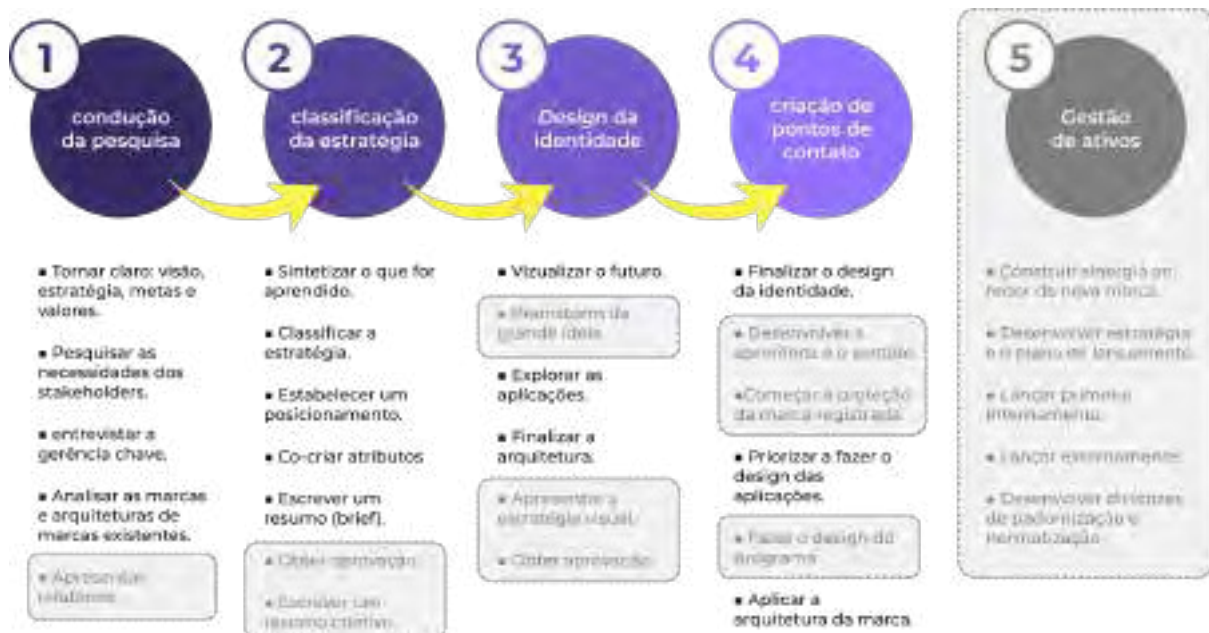 1
condução
da pesquisa
▪ Tornar claro: visão,
estratégia, metas e
valores.
▪ Pesquisar as
necessidades dos
stakeholders.
▪ entrevistar a
gerência chave.
▪ Analisar as marcas
e arquiteturas de
marcas existentes.
▪ Apresentar
relatórios
2
classificação
da estratégia
▪ Sintetizar o que for
aprendido.
▪ Classificar a
estratégia.
▪ Estabelecer um
posicionamento.
▪ Co-criar atributos
▪ Escrever um
resumo (brief).
▪ Obter aprovação
▪ Escrever um
resumo criativo.
3
Design da
identidade
▪ Vizualizar o futuro.
▪ Brainstorms da
grande ideia
▪ Explorar as
aplicações.
▪ Finalizar a
arquitetura.
▪ Apresentar a
estratégia visual.
▪ Obter aprovação.
4
criação de
pontos de
contato
▪ Finalizar o design
da identidade.
▪ Desenvolver a
aparência e o sentido.
▪Começar a proteção
da marca registrada.
▪ Priorizar a fazer o
design das
aplicações.
▪ Fazer o design do
programa
▪ Aplicar a
arquitetura da marca.
5
Gestão
de ativos
▪ Construir sinergia ao
redor da nova marca.
▪ Desenvolver estratégia
e o plano de lançamento.
▪ Lançar primeiro
internamente.
▪ Lançar externamente.
▪ Desenvolver diretrizes
de padronização e
normatização